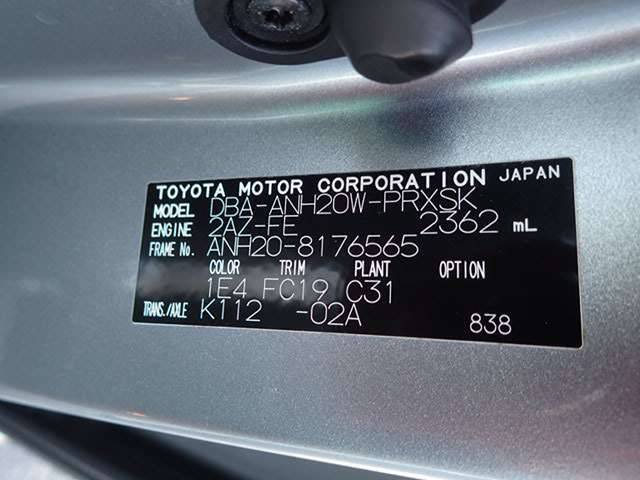 TOYOTA MOTOR CORPORATION JAPAN
MODEL DBA-ANH20W-PRXSK
ENGINE 2AZ-FE 2362 mL
FRAME No. ANH20-8176565
COLOR TRIM PLANT OPTION
1E4 FC19 C31
TRANS./AXLE K112 -02A
838